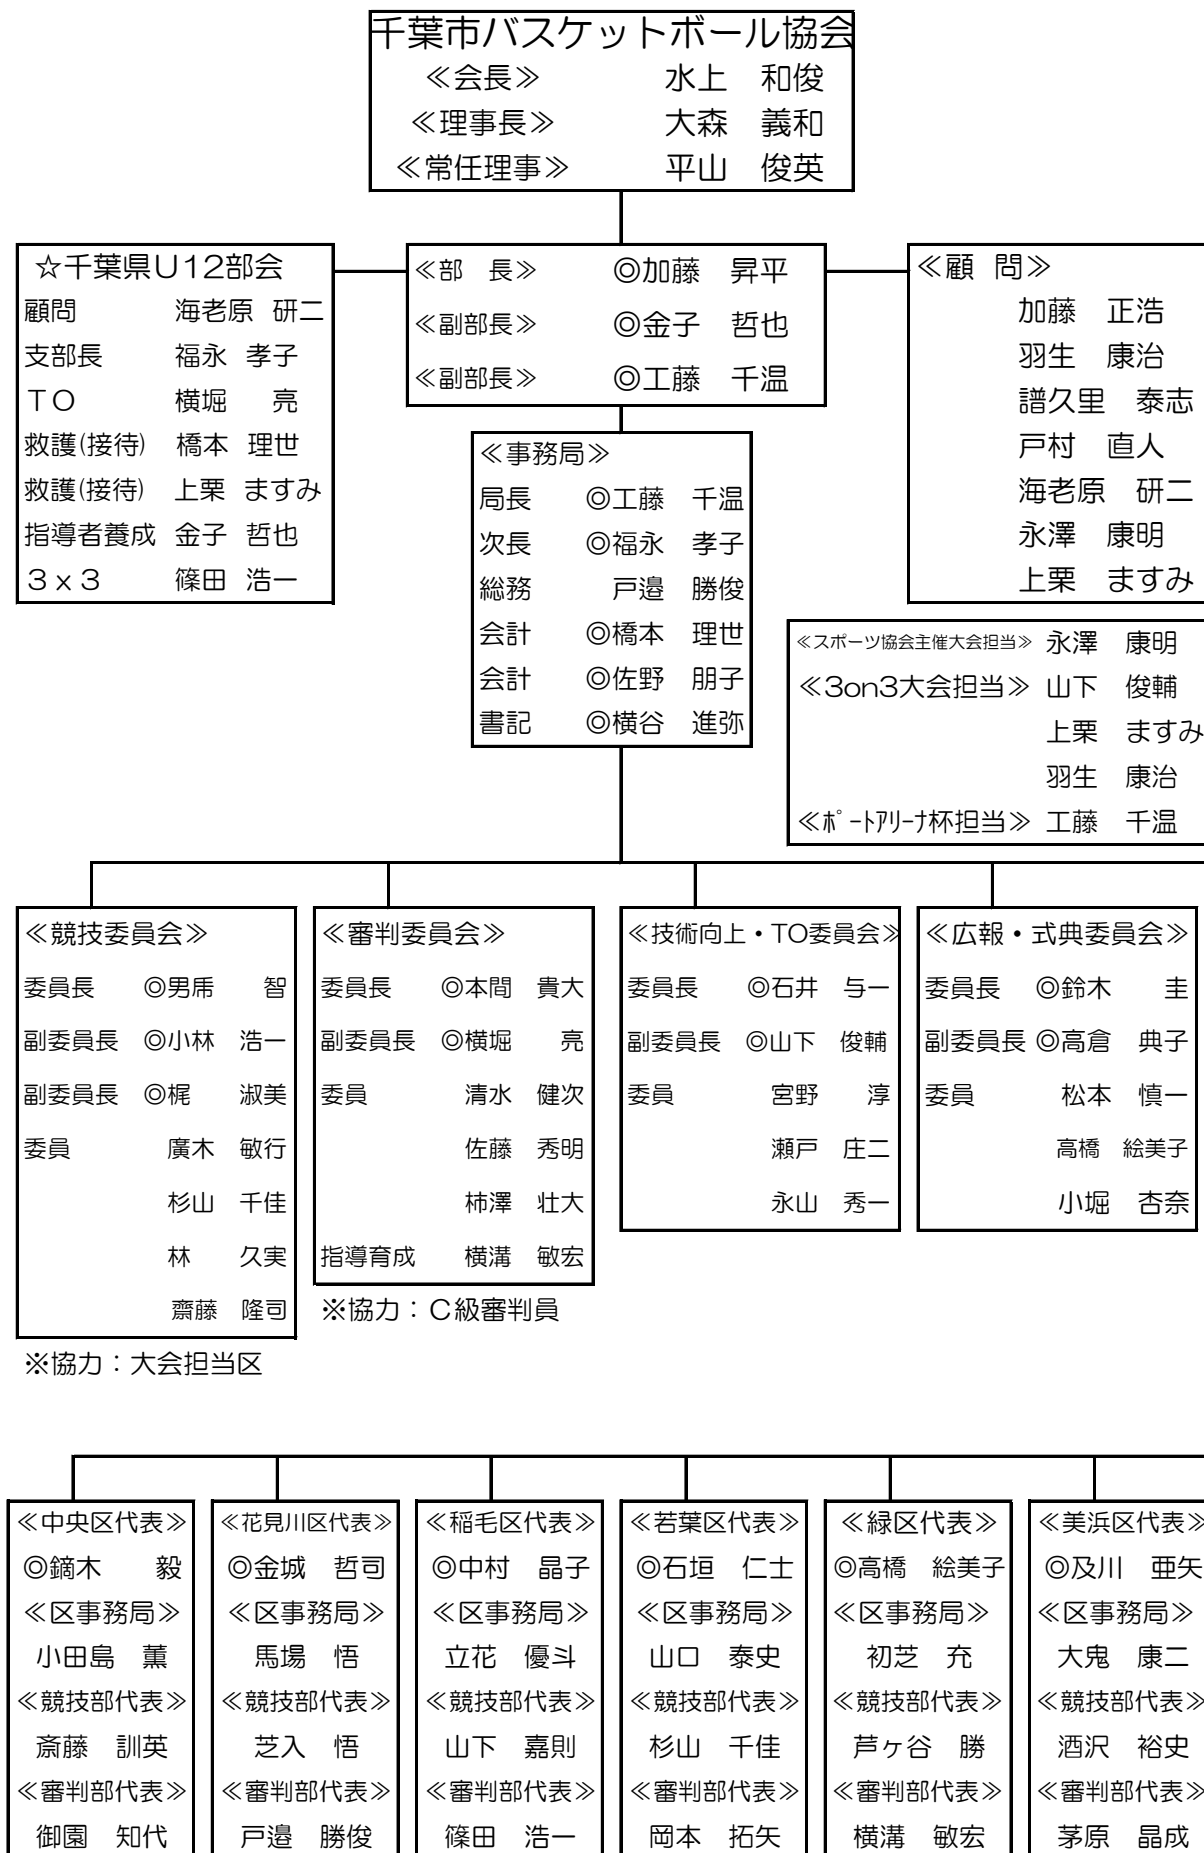 千葉市バスケットボール協会
≪会長≫ 水上 和俊
≪理事長≫ 大森 義和
≪常任理事≫ 平山 俊英
☆千葉県U12部会
顧問 海老原 研二
支部長 福永 孝子
TO 横堀 亮
救護(接待) 橋本 理世
救護(接待) 上栗 ますみ
指導者養成 金子 哲也
3x3 篠田 浩一
≪部 長≫ ◎加藤 昇平
≪副部長≫ ◎金子 哲也
≪副部長≫ ◎工藤 千温
≪顧 問≫
加藤 正浩
羽生 康治
譜久里 泰志
戸村 直人
海老原 研二
永澤 康明
上栗 ますみ
≪事務局≫
局長 ◎工藤 千温
次長 ◎福永 孝子
総務 戸邉 勝俊
会計 ◎橋本 理世
会計 ◎佐野 朋子
書記 ◎横谷 進弥
≪スポーツ協会主催大会担当≫ 永澤 康明
≪3on3大会担当≫ 山下 俊輔
上栗 ますみ
羽生 康治
≪ﾎﾟｰﾄｱﾘｰﾅ杯担当≫ 工藤 千温
≪競技委員会≫
委員長 ◎男乕 智
副委員長 ◎小林 浩一
副委員長 ◎梶 淑美
委員 廣木 敏行
杉山 千佳
林 久実
齋藤 隆司
※協力：大会担当区
≪審判委員会≫
委員長 ◎本間 貴大
副委員長 ◎横堀 亮
委員 清水 健次
佐藤 秀明
柿澤 壮大
指導育成 横溝 敏宏
※協力：C級審判員
≪技術向上・TO委員会≫
委員長 ◎石井 与一
副委員長 ◎山下 俊輔
委員 宮野 淳
瀬戸 庄二
永山 秀一
≪広報・式典委員会≫
委員長 ◎鈴木 圭
副委員長 ◎高倉 典子
委員 松本 慎一
高橋 絵美子
小堀 杏奈
≪中央区代表≫
◎鏑木 毅
≪区事務局≫
小田島 薫
≪競技部代表≫
斎藤 訓英
≪審判部代表≫
御園 知代
≪花見川区代表≫
◎金城 哲司
≪区事務局≫
馬場 悟
≪競技部代表≫
芝入 悟
≪審判部代表≫
戸邉 勝俊
≪稲毛区代表≫
◎中村 晶子
≪区事務局≫
立花 優斗
≪競技部代表≫
山下 嘉則
≪審判部代表≫
篠田 浩一
≪若葉区代表≫
◎石垣 仁士
≪区事務局≫
山口 泰史
≪競技部代表≫
杉山 千佳
≪審判部代表≫
岡本 拓矢
≪緑区代表≫
◎高橋 絵美子
≪区事務局≫
初芝 充
≪競技部代表≫
芦ヶ谷 勝
≪審判部代表≫
横溝 敏宏
≪美浜区代表≫
◎及川 亜矢
≪区事務局≫
大鬼 康二
≪競技部代表≫
酒沢 裕史
≪審判部代表≫
茅原 晶成